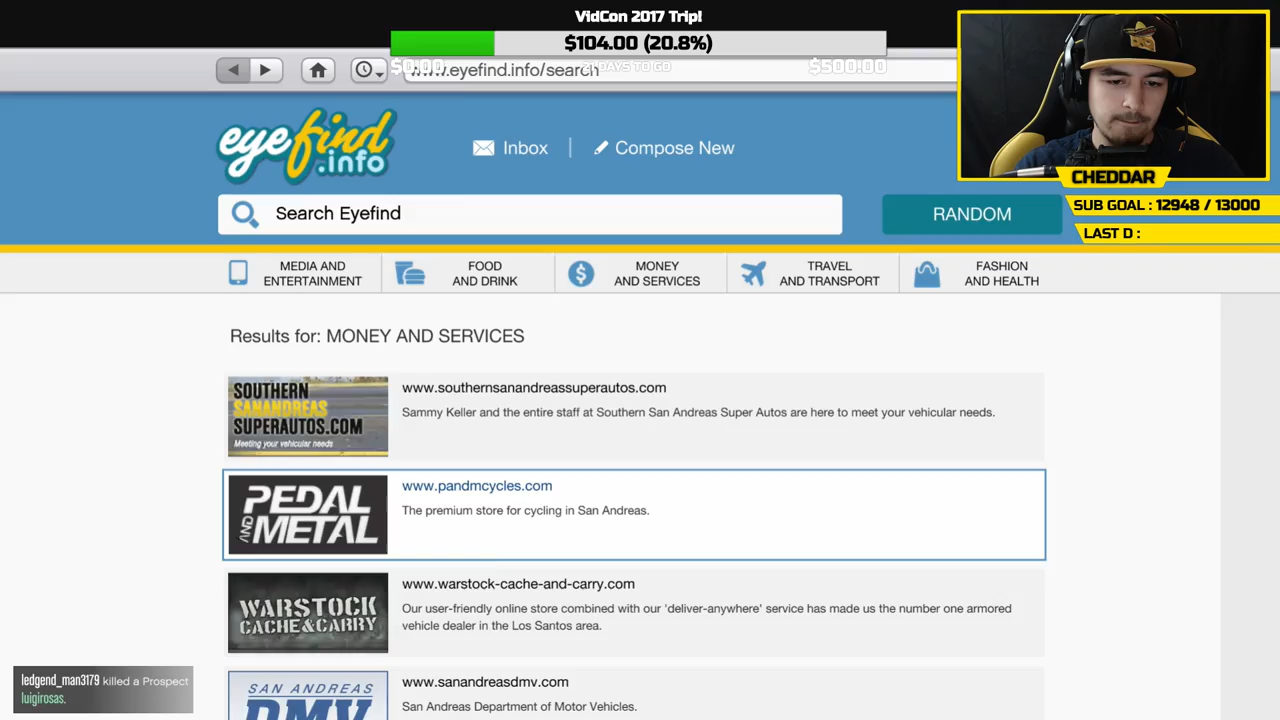 VidCon 2017 Trip!
$104.00 (20.8%)
$0.00 21 DAYS TO GO $500.00
www.eyefind.info/search
eyefind
.info
Inbox
Compose New
Search Eyefind
RANDOM
CHEDDAR
SUB GOAL : 12948 / 13000
LAST D :
MEDIA AND
ENTERTAINMENT
FOOD
AND DRINK
MONEY
AND SERVICES
TRAVEL
AND TRANSPORT
FASHION
AND HEALTH
Results for: MONEY AND SERVICES
SOUTHERN
SANANDREAS
SUPERAUTOS.COM
Meeting your vehicular needs
www.southernsanandreassuperautos.com
Sammy Keller and the entire staff at Southern San Andreas Super Autos are here to meet your vehicular needs.
PEDAL
AND METAL
www.pandmcycles.com
The premium store for cycling in San Andreas.
WARSTOCK
CACHE&CARRY
www.warstock-cache-and-carry.com
Our user-friendly online store combined with our 'deliver-anywhere' service has made us the number one armored
vehicle dealer in the Los Santos area.
SAN ANDREAS
DMV
www.sanandreasdmv.com
San Andreas Department of Motor Vehicles.
ledgend_man3179 killed a Prospect
luigirosas.